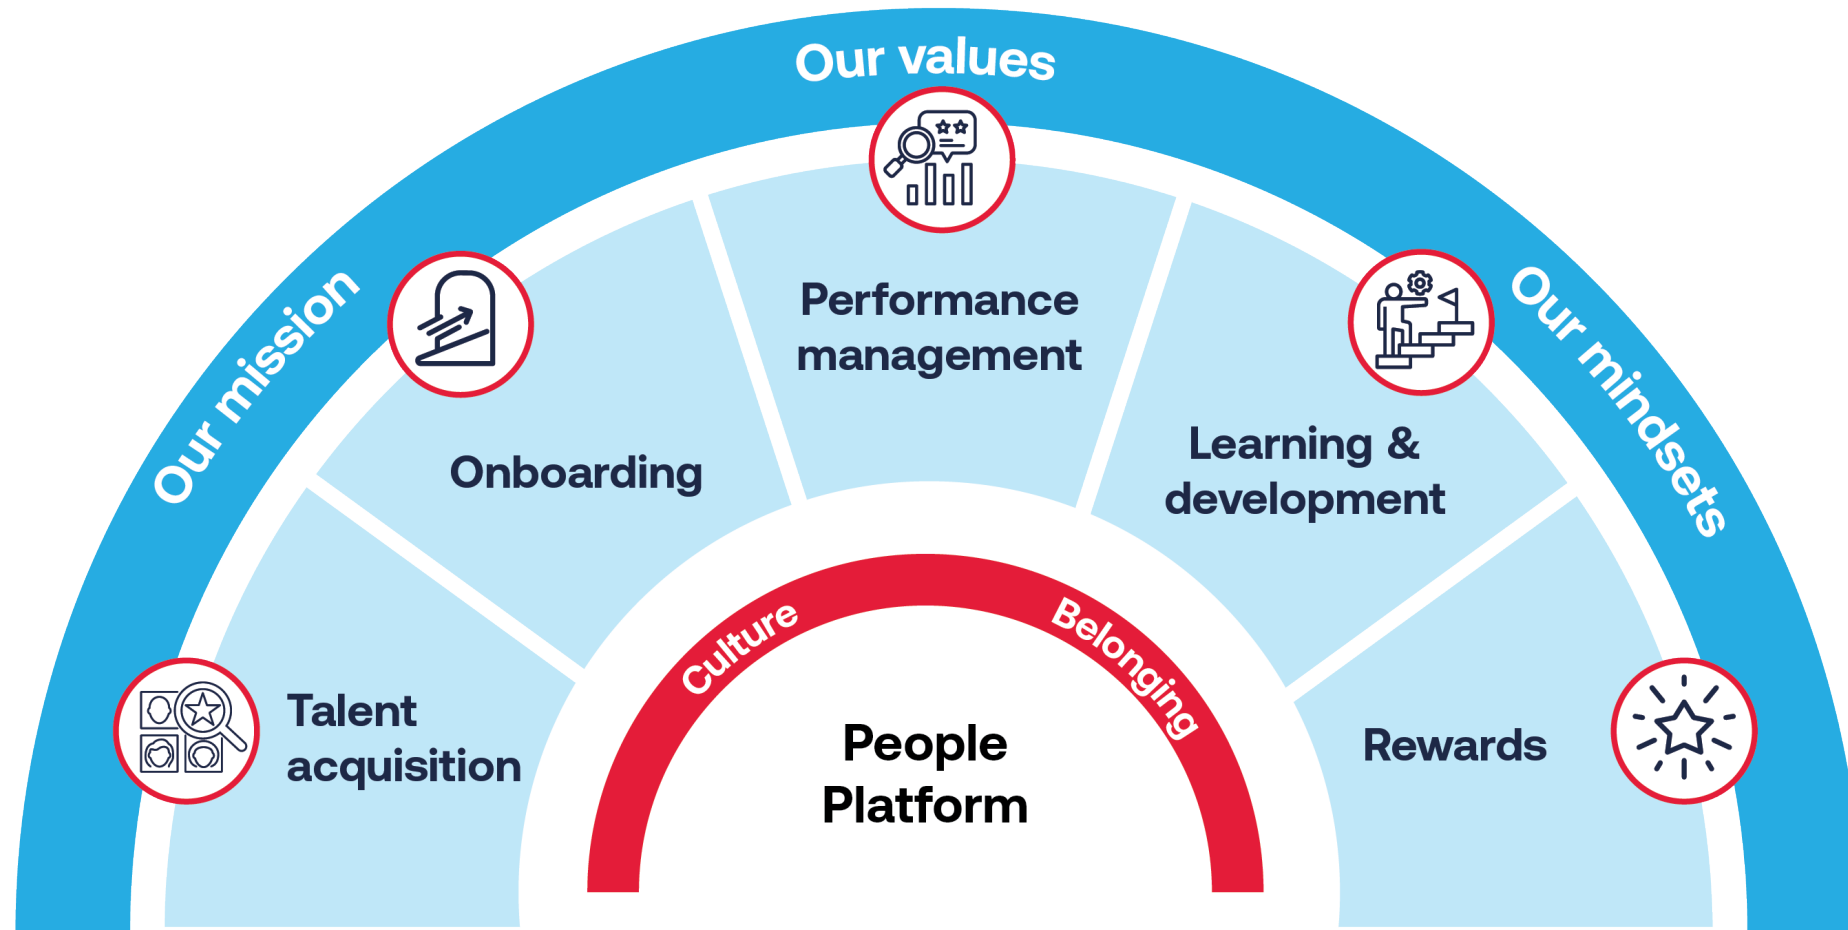 Our mission
Our values
Our mindsets
Talent
acquisition
Onboarding
Performance
management
Learning &
development
Rewards
Culture
Belonging
People
Platform